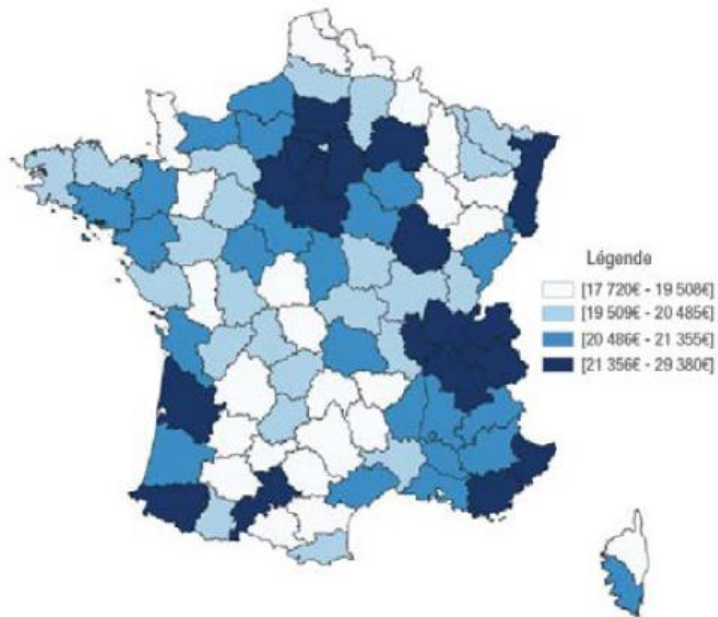 Légende
[17 720€ - 19 508€]
[19 509€ - 20 485€]
[20 486€ - 21 355€]
[21 356€ - 29 380€]